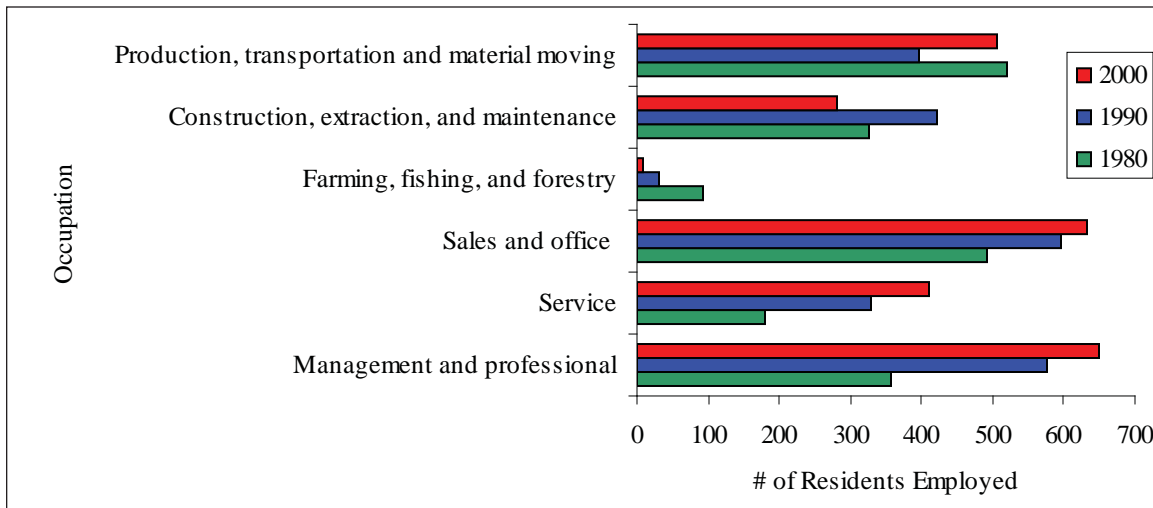 Production, transportation and material moving
Construction, extraction, and maintenance
Farming, fishing, and forestry
Sales and office
Service
Management and professional
Occupation
0 100 200 300 400 500 600 700
# of Residents Employed
2000
1990
1980